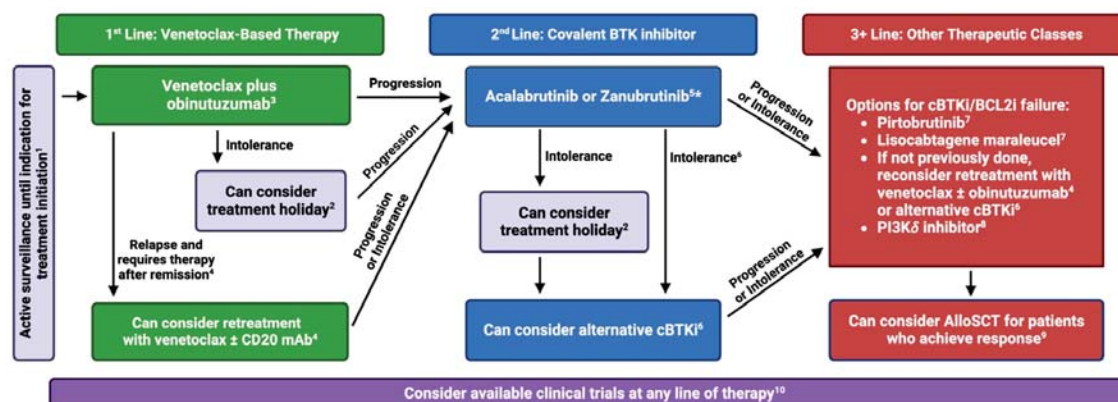 1st Line: Venetoclax-Based Therapy
2nd Line: Covalent BTK inhibitor
3+ Line: Other Therapeutic Classes
Active surveillance until indication for
treatment initiation¹
Venetoclax plus
obinutuzumab³
Progression
Intolerance
Can consider
treatment holiday²
Progression
Relapse and
requires therapy
after remission⁴
Progression
or Intolerance
Can consider retreatment
with venetoclax ± CD20 mAb⁴
Acalabrutinib or Zanubrutinib⁵*
Intolerance
Intolerance⁶
Can consider
treatment holiday²
Can consider alternative cBTKi⁶
Progression
or Intolerance
Progression
or Intolerance
Options for cBTKi/BCL2i failure:
• Pirtobrutinib⁷
• Lisocabtagene maraleucel⁷
• If not previously done,
reconsider retreatment with
venetoclax ± obinutuzumab⁴
or alternative cBTKi⁶
• PI3Kδ inhibitor⁸
Can consider AlloSCT for patients
who achieve response⁹
Consider available clinical trials at any line of therapy¹⁰